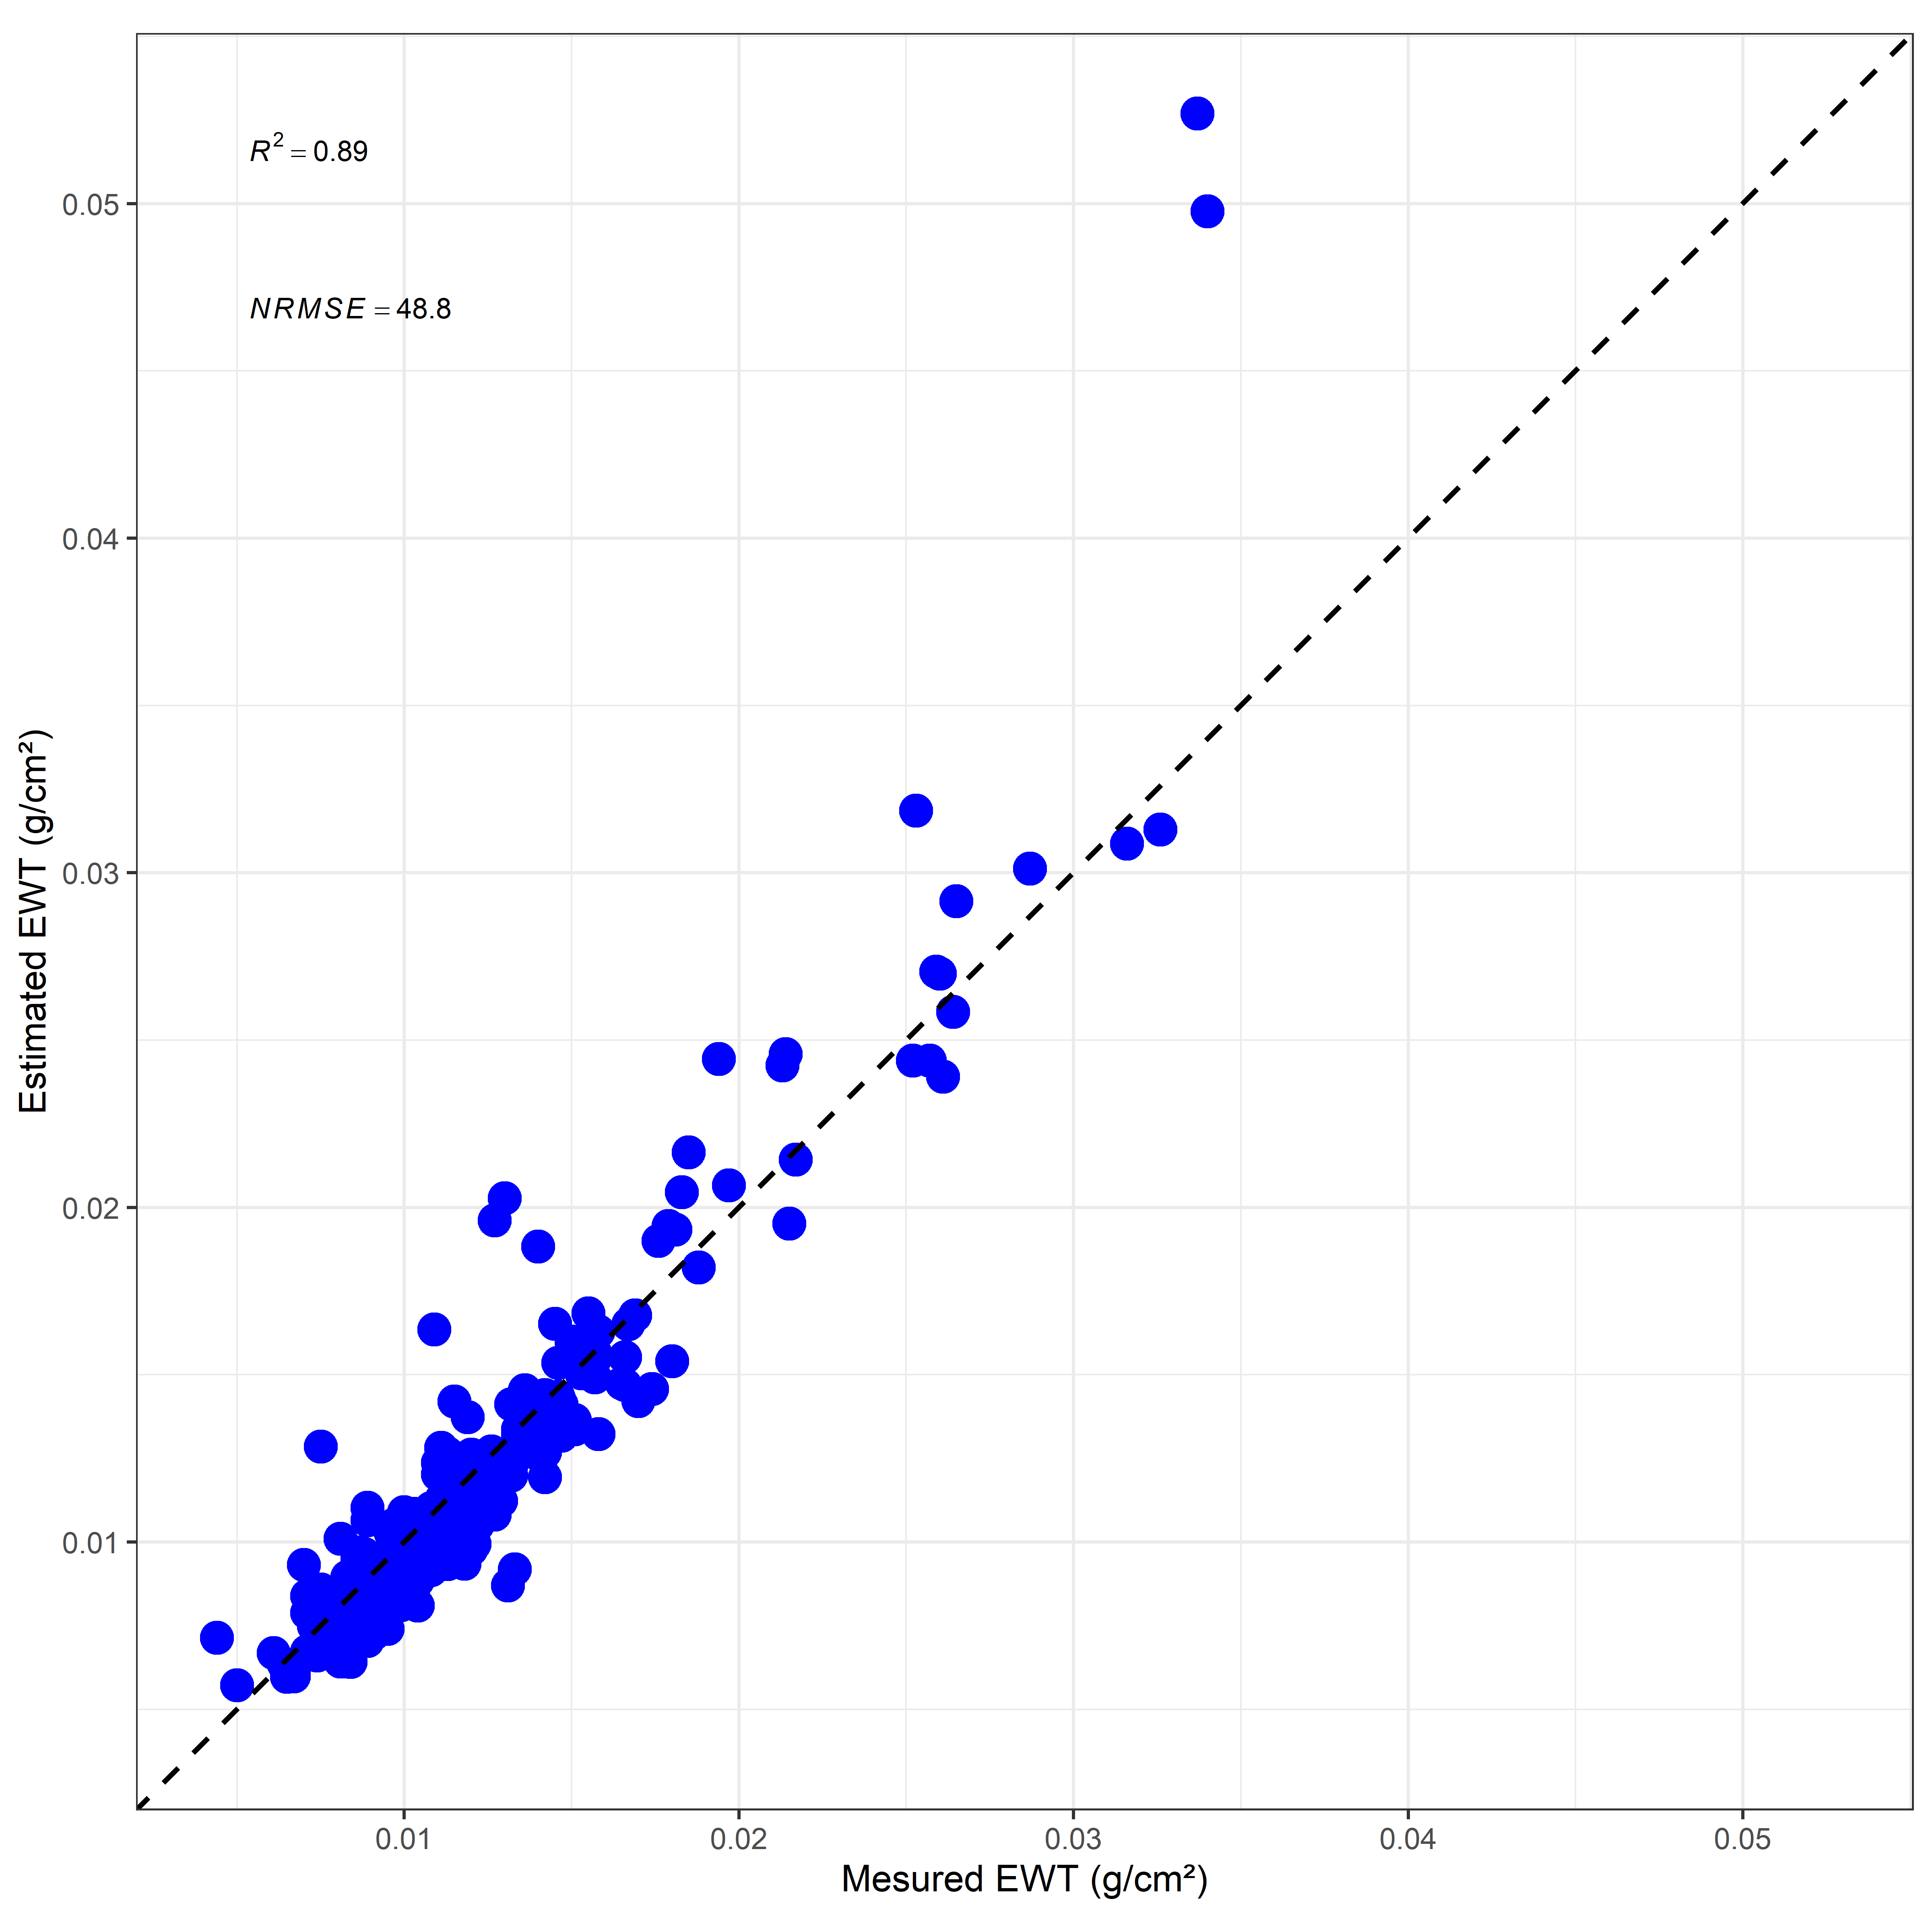 R² = 0.89
0.05
NRMSE = 48.8
0.04
Estimated EWT (g/cm²)
0.03
0.02
0.01
0.01 0.02 0.03 0.04 0.05
Mesured EWT (g/cm²)